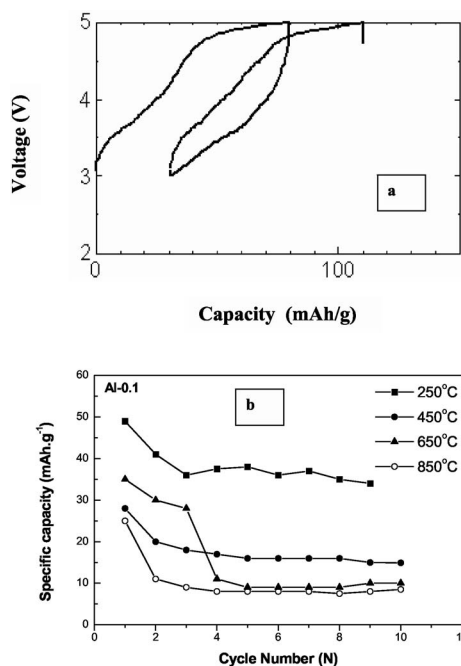 5
4
3
2
Voltage (V)
0
100
a
Capacity (mAh/g)
Al-0.1
b
250°C
450°C
650°C
850°C
60
50
40
30
20
10
0
Specific capacity (mAh.g⁻¹)
0 2 4 6 8 10 12
Cycle Number (N)